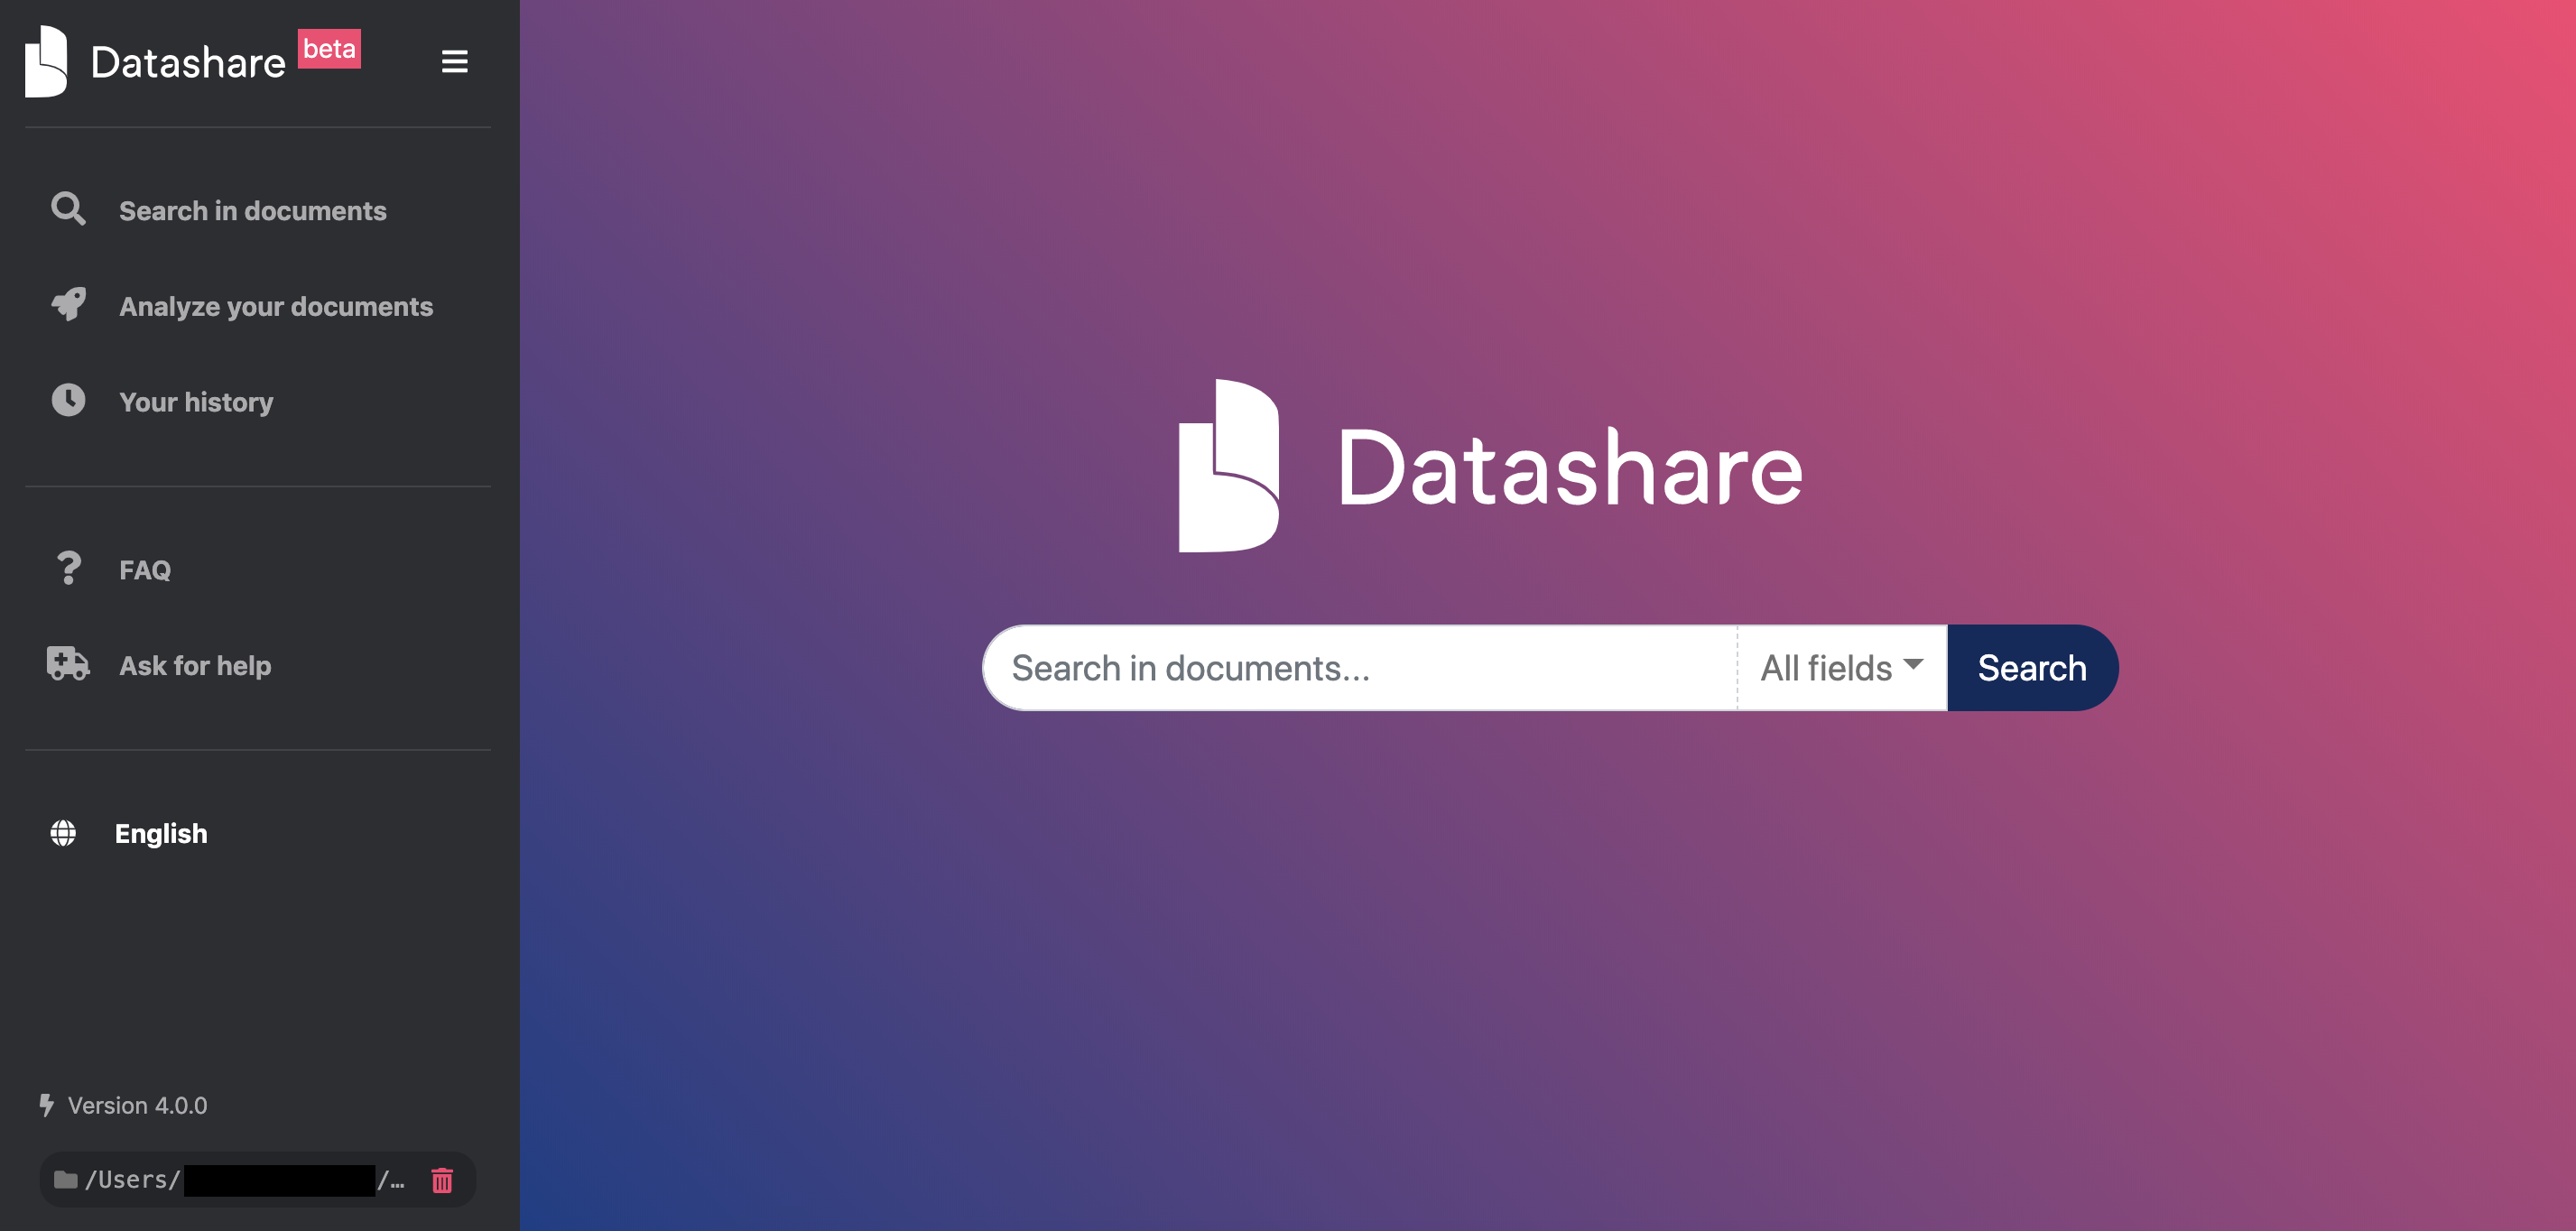 Datashare beta
Search in documents
Analyze your documents
Your history
FAQ
Ask for help
English
Version 4.0.0
/Users/ /...
Datashare
Search in documents...
All fields
Search